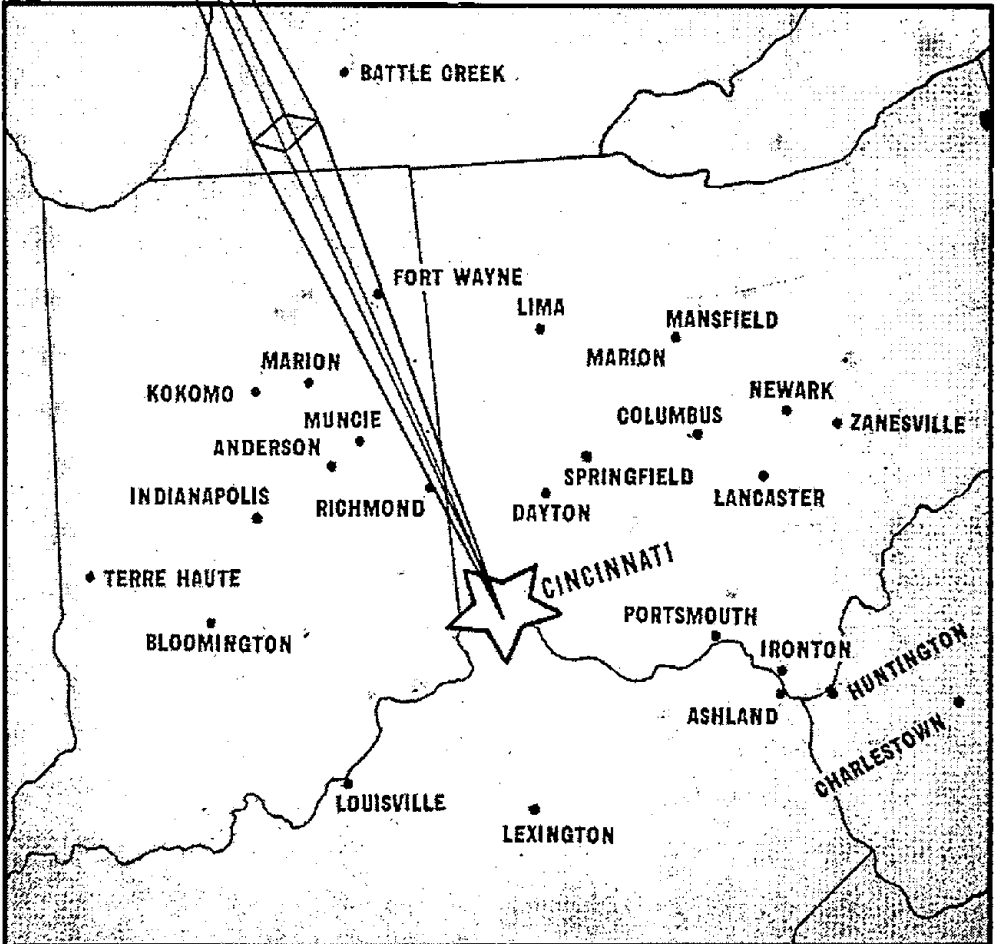 BATTLE CREEK
FORT WAYNE
LIMA
MANSFIELD
MARION
MARION
KOKOMO
NEWARK
MUNCIE
COLUMBUS
ZANESVILLE
ANDERSON
SPRINGFIELD
INDIANAPOLIS
RICHMOND
DAYTON
LANCASTER
CINCINNATI
TERRE HAUTE
PORTSMOUTH
BLOOMINGTON
IRONTON
HUNTINGTON
ASHLAND
CHARLESTOWN
LOUISVILLE
LEXINGTON